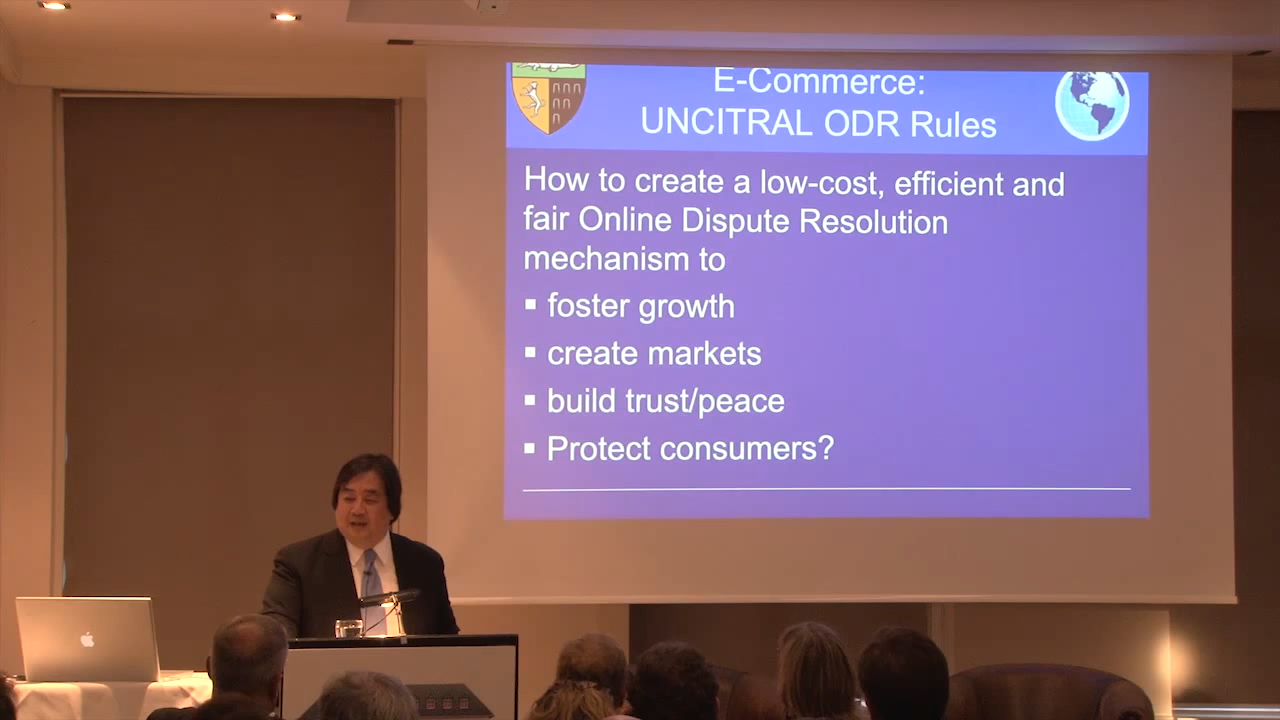 E-Commerce:
UNCITRAL ODR Rules
How to create a low-cost, efficient and
fair Online Dispute Resolution
mechanism to
▪ foster growth
▪ create markets
▪ build trust/peace
▪ Protect consumers?